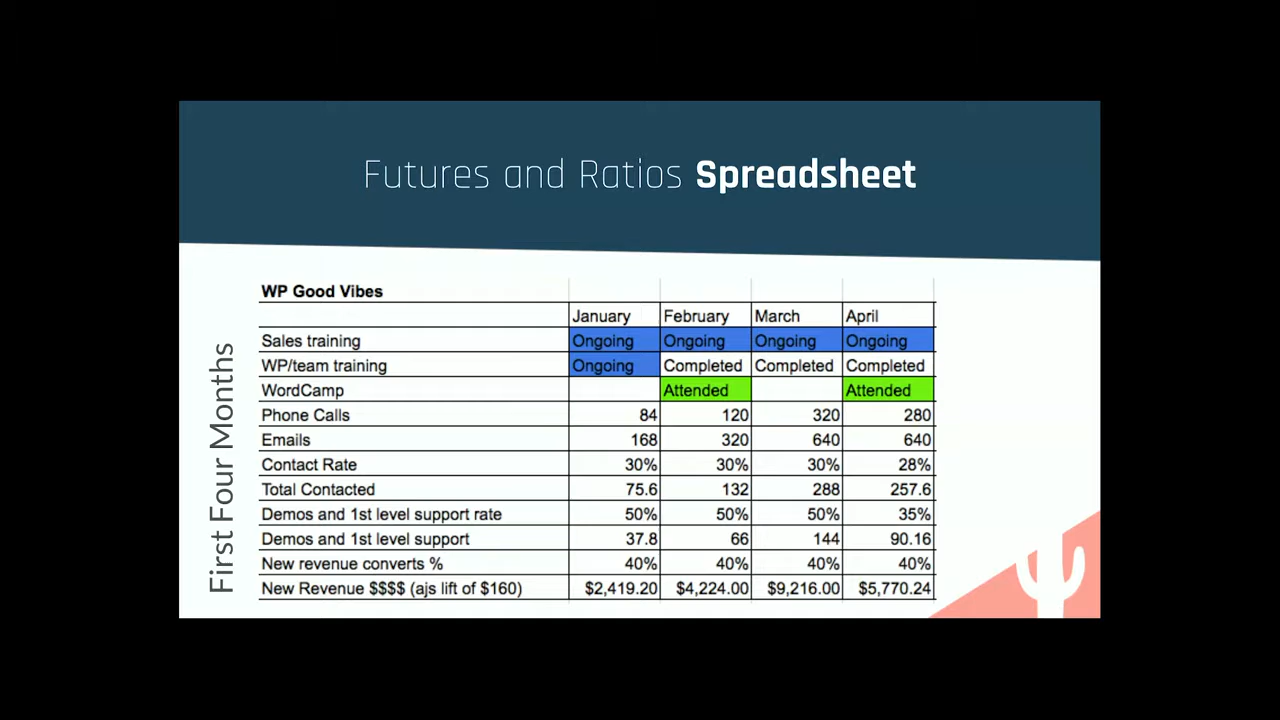 Futures and Ratios Spreadsheet
First Four Months
WP Good Vibes
January February March April
Sales training Ongoing Ongoing Ongoing Ongoing
WP/team training Ongoing Completed Completed Completed
WordCamp Attended Attended
Phone Calls 84 120 320 280
Emails 168 320 640 640
Contact Rate 30% 30% 30% 28%
Total Contacted 75.6 132 288 257.6
Demos and 1st level support rate 50% 50% 50% 35%
Demos and 1st level support 37.8 66 144 90.16
New revenue converts % 40% 40% 40% 40%
New Revenue $$$$ (ajs lift of $160) $2,419.20 $4,224.00 $9,216.00 $5,770.24